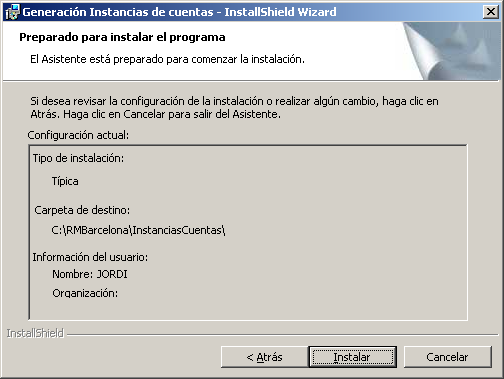 Generación Instancias de cuentas - InstallShield Wizard
Preparado para instalar el programa
El Asistente está preparado para comenzar la instalación.
Si desea revisar la configuración de la instalación o realizar algún cambio, haga clic en
Atrás. Haga clic en Cancelar para salir del Asistente.
Configuración actual:
Tipo de instalación:
Típica
Carpeta de destino:
C:\RMBarcelona\InstanciasCuentas\
Información del usuario:
Nombre: JORDI
Organización:
InstallShield
< Atrás
Instalar
Cancelar